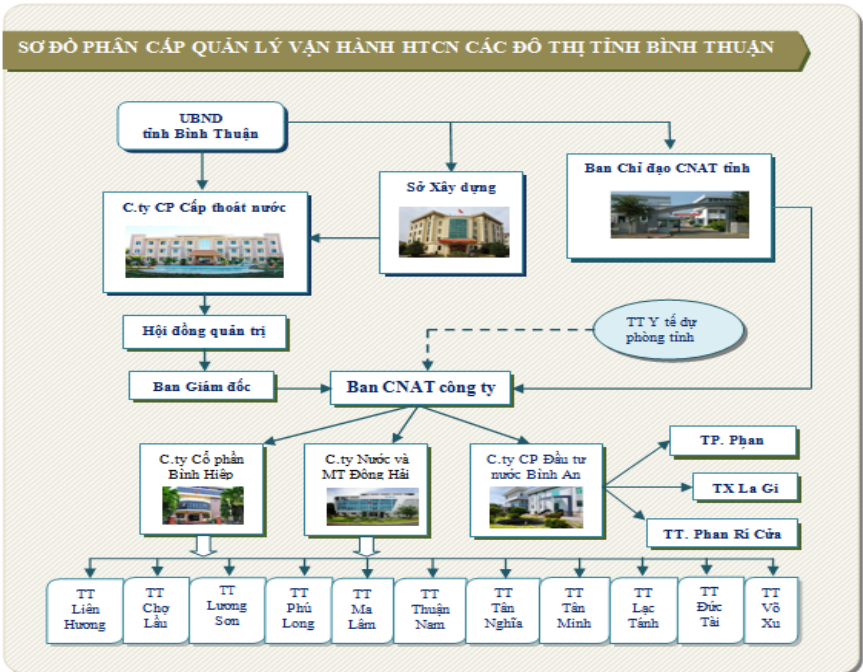 SƠ ĐỒ PHÂN CẤP QUẢN LÝ VẬN HÀNH HTCN CÁC ĐÔ THỊ TỈNH BÌNH THUẬN
UBND
tỉnh Bình Thuận
Sở Xây dựng
Ban Chỉ đạo CNAT tỉnh
C.ty CP Cấp thoát nước
Hội đồng quản trị
TT Y tế dự
phòng tỉnh
Ban Giám đốc
Ban CNAT công ty
C.ty Cổ phần
Bình Hiệp
C.ty Nước và
MT Đông Hải
C.ty CP Đầu tư
nước Bình An
TP. Phan
TX La Gi
TT. Phan Rí Cửa
TT
Liên
Hương
TT
Chợ
Lầu
TT
Lương
Sơn
TT
Phú
Long
TT
Ma
Lâm
TT
Thuận
Nam
TT
Tân
Nghĩa
TT
Tân
Minh
TT
Lạc
Tánh
TT
Đức
Tài
TT
Võ
Xu